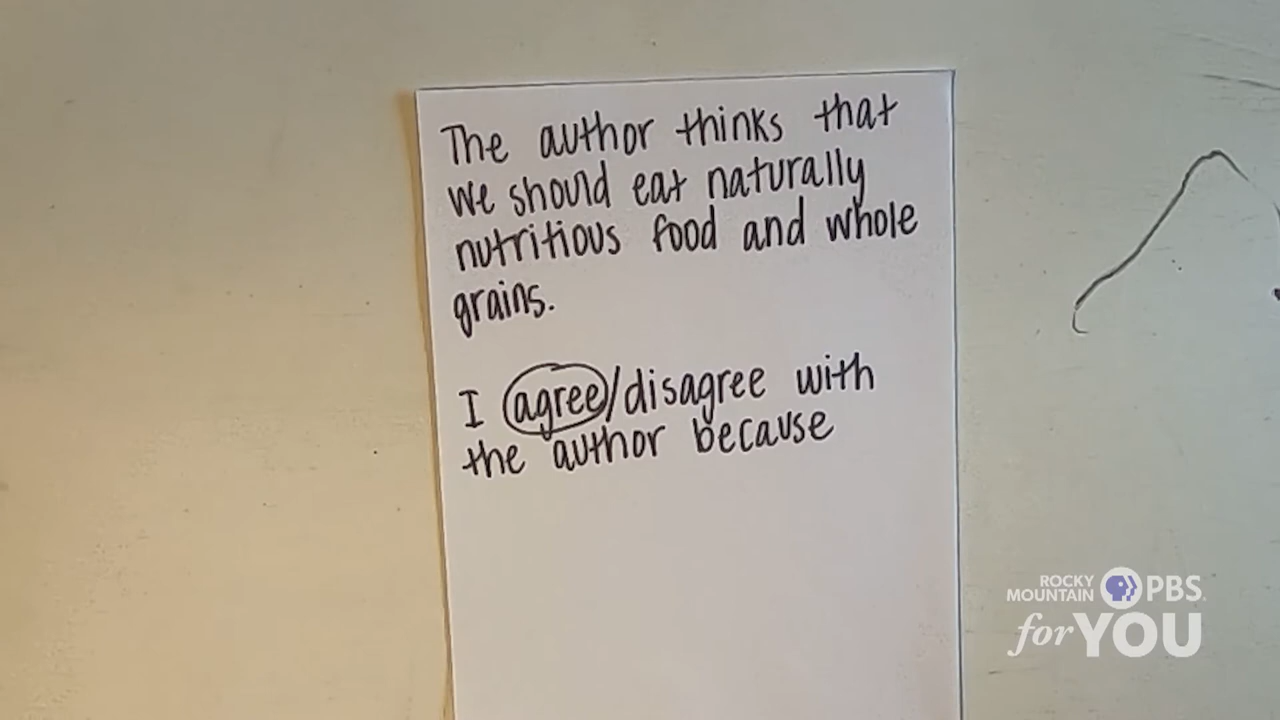 The author thinks that
we should eat naturally
nutritious food and whole
grains.
I agree/disagree with
the author because
ROCKY
MOUNTAIN PBS
for YOU